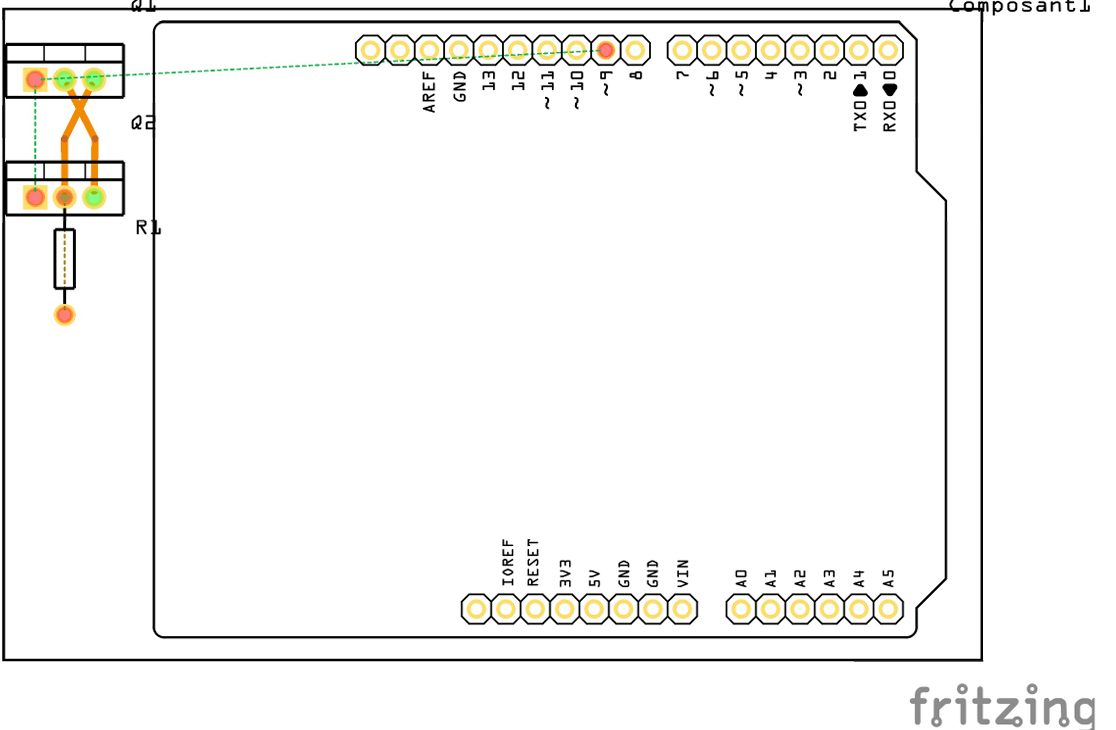 Q1
Composant1
AREF
GND
13
12
~11
~10
~9
8
7
~6
~5
4
~3
2
TX0▶1
RX0◀0
Q2
R1
IOREF
RESET
3V3
5V
GND
GND
VIN
A0
A1
A2
A3
A4
A5
fritzing